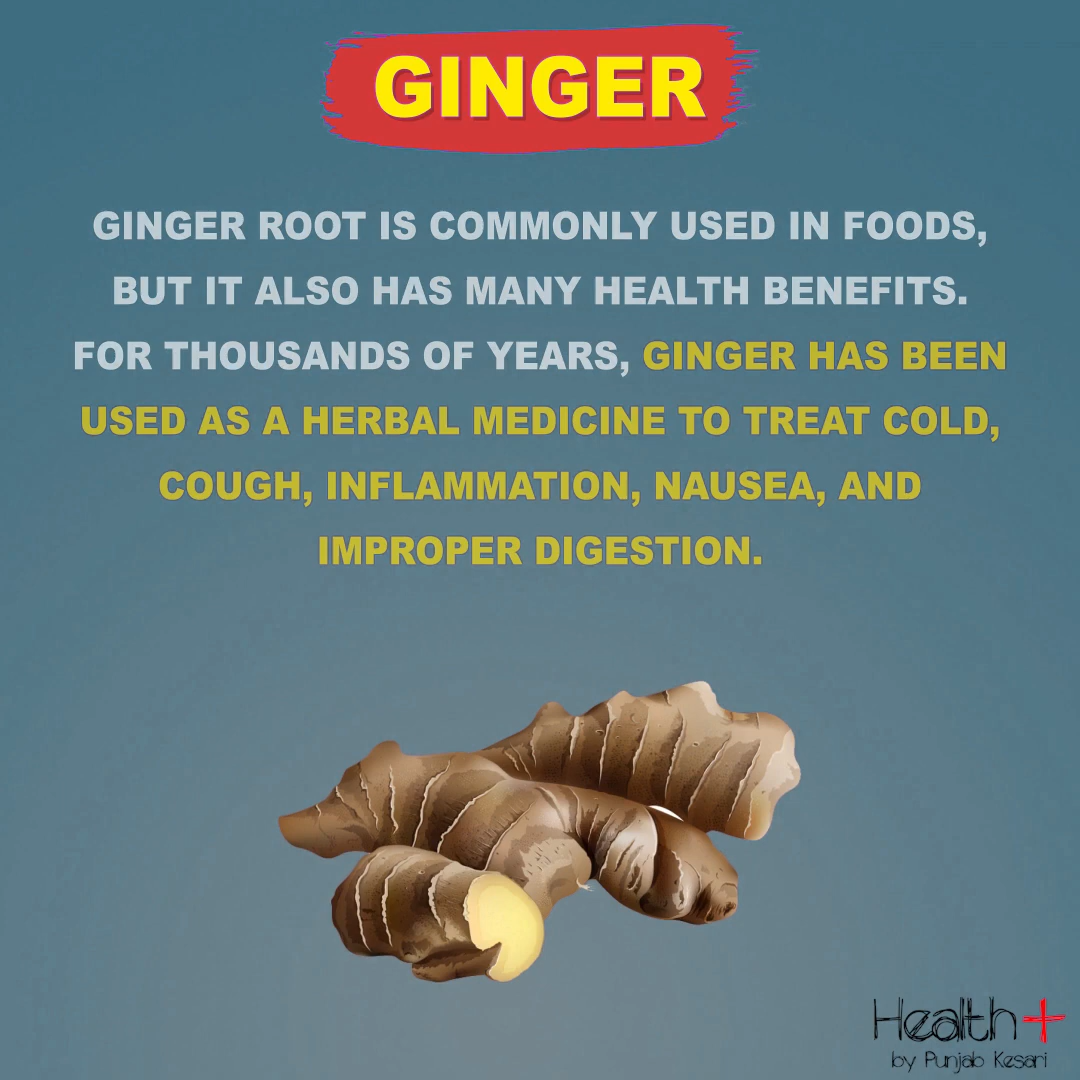 GINGER
GINGER ROOT IS COMMONLY USED IN FOODS,
BUT IT ALSO HAS MANY HEALTH BENEFITS.
FOR THOUSANDS OF YEARS, GINGER HAS BEEN
USED AS A HERBAL MEDICINE TO TREAT COLD,
COUGH, INFLAMMATION, NAUSEA, AND
IMPROPER DIGESTION.
Health+
by Punjab Kesari